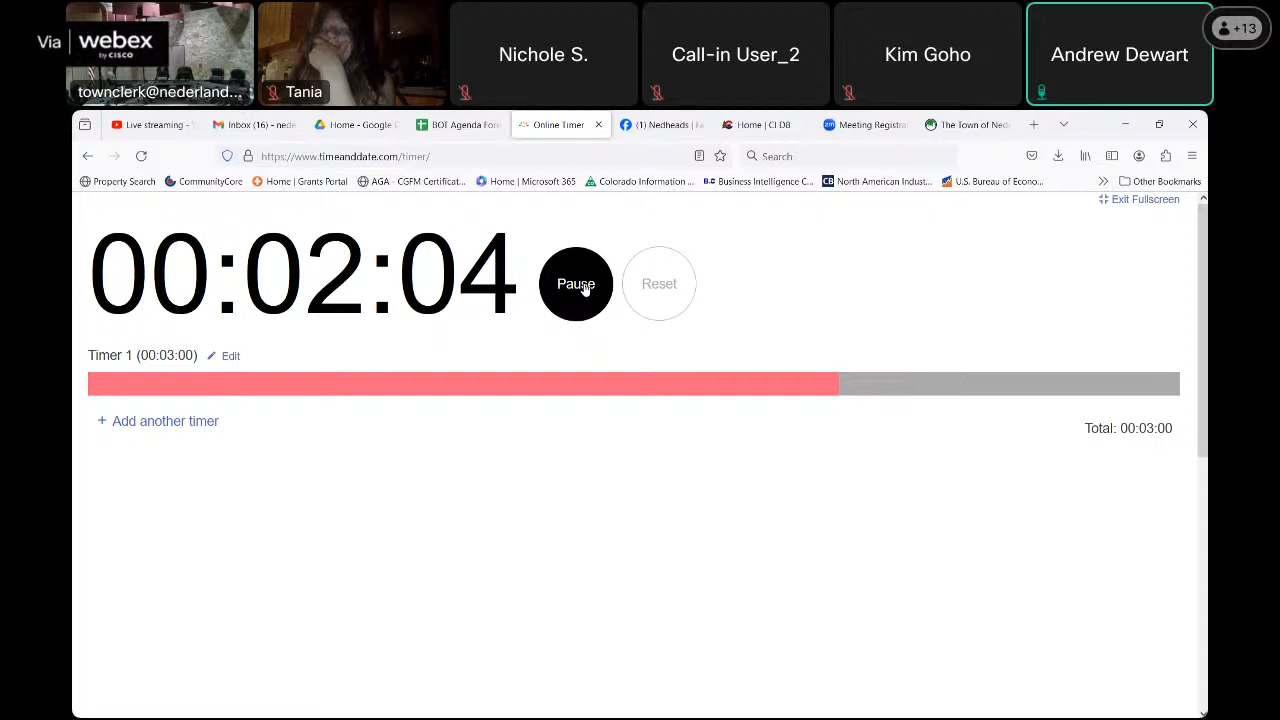 Via webex
by CISCO
townclerk@nederland...
Tania
Nichole S.
Call-in User_2
Kim Goho
Andrew Dewart
+13
Live streaming - Y
Inbox (16) - nede
Home - Google D
BOT Agenda Fore
Online Timer
(1) Nedheads | Fa
Home | CI DB
Meeting Registra
The Town of Ned
https://www.timeanddate.com/timer/
Search
Property Search
CommunityCore
Home | Grants Portal
AGA - CGFM Certificat...
Home | Microsoft 365
Colorado Information ...
Business Intelligence C...
North American Indust...
U.S. Bureau of Econo...
Other Bookmarks
Exit Fullscreen
00:02:04
Pause
Reset
Timer 1 (00:03:00)
Edit
+ Add another timer
Total: 00:03:00